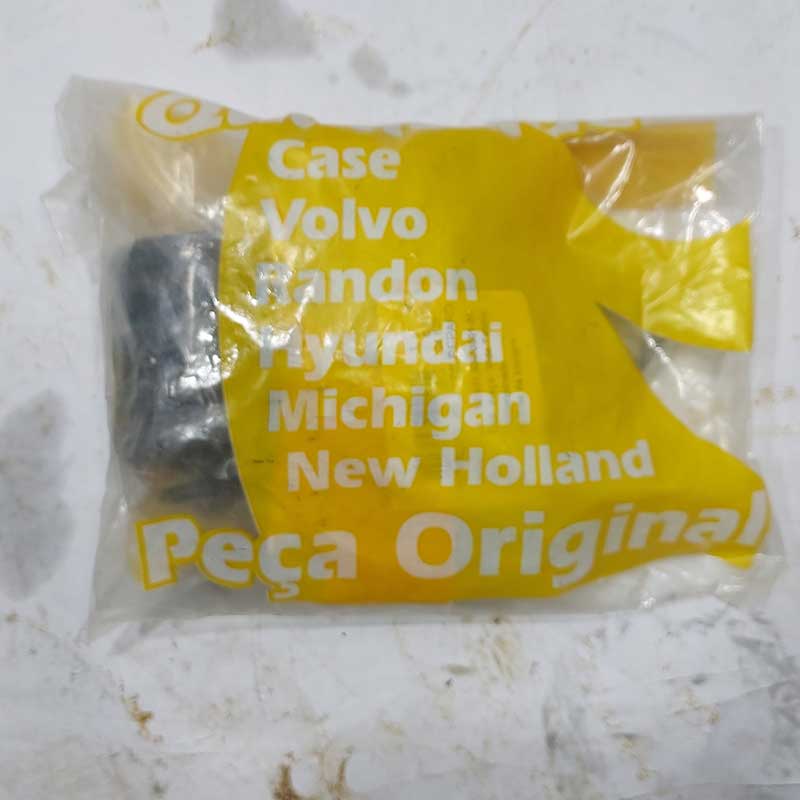 Case
Volvo
Randon
Hyundai
Michigan
New Holland
Peça Original